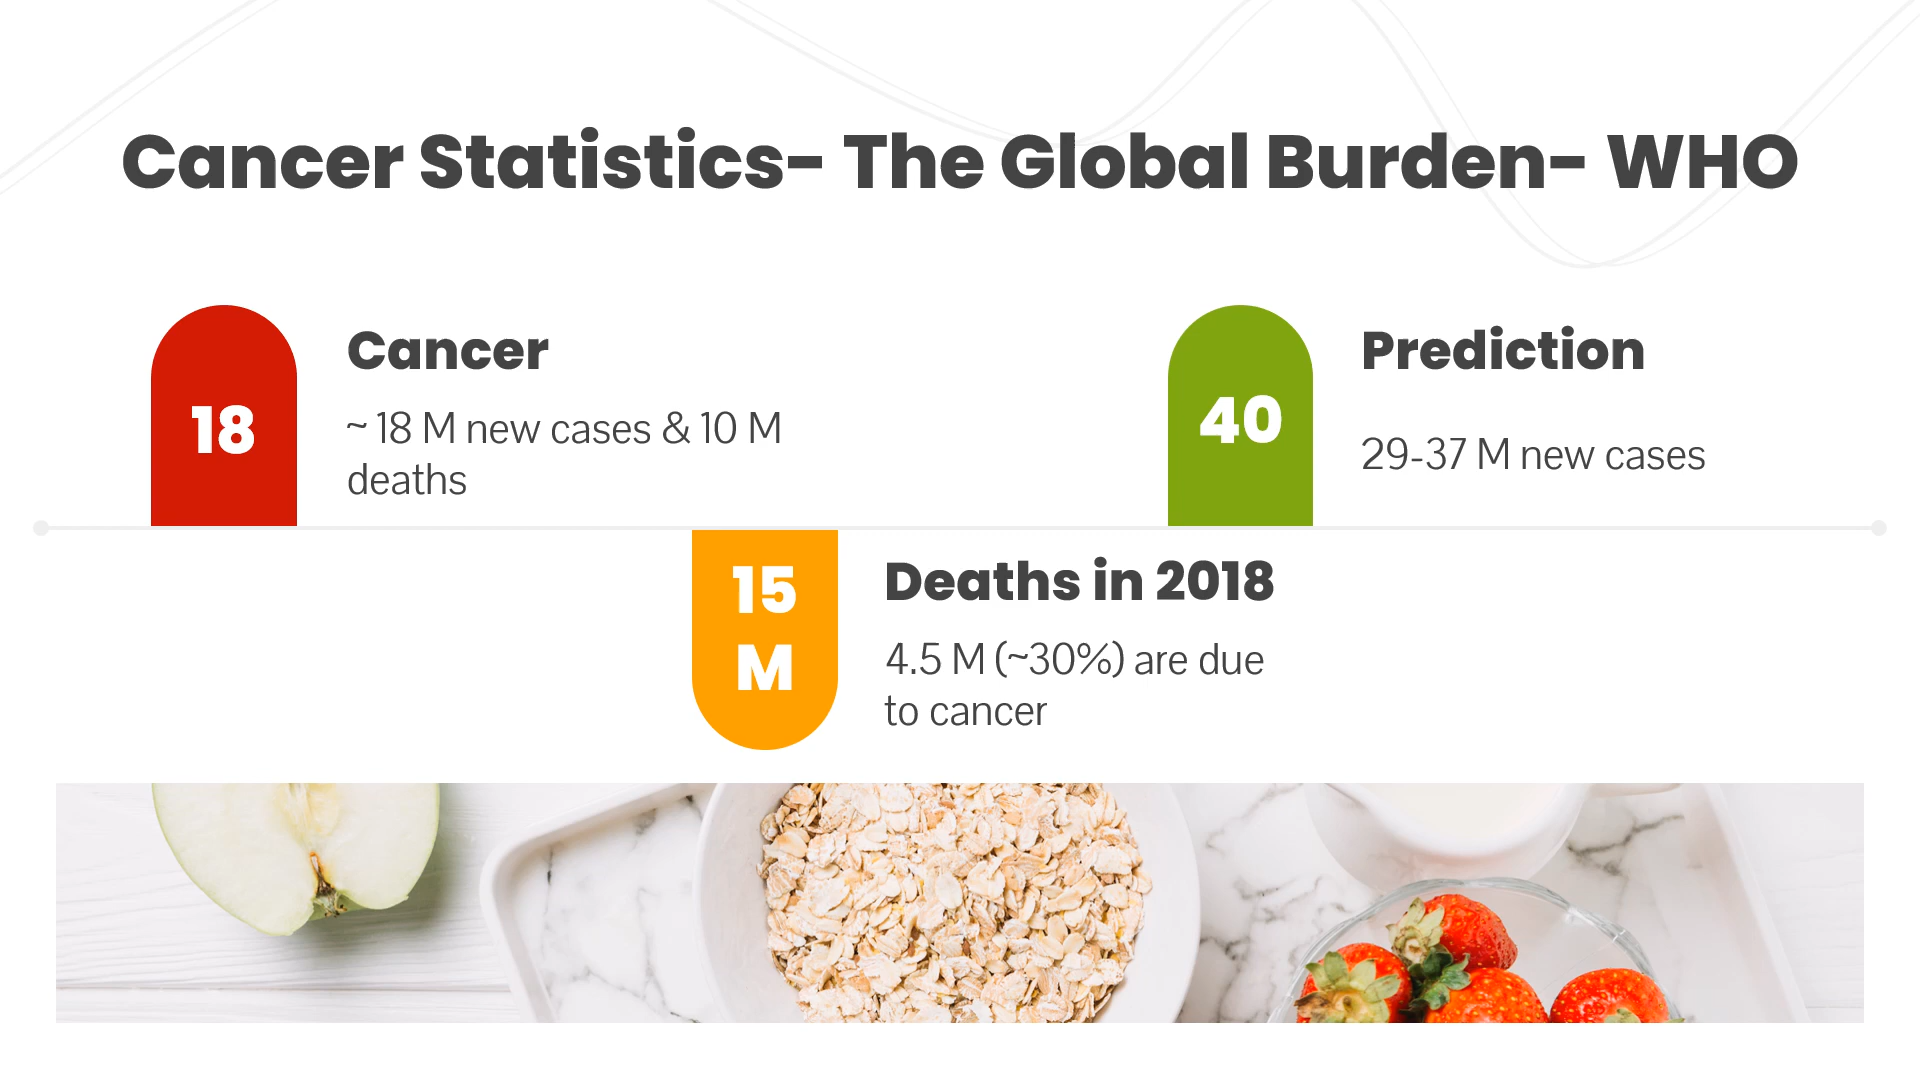 Cancer Statistics- The Global Burden- WHO
18
Cancer
~ 18 M new cases & 10 M
deaths
40
Prediction
29-37 M new cases
15
M
Deaths in 2018
4.5 M (~30%) are due
to cancer